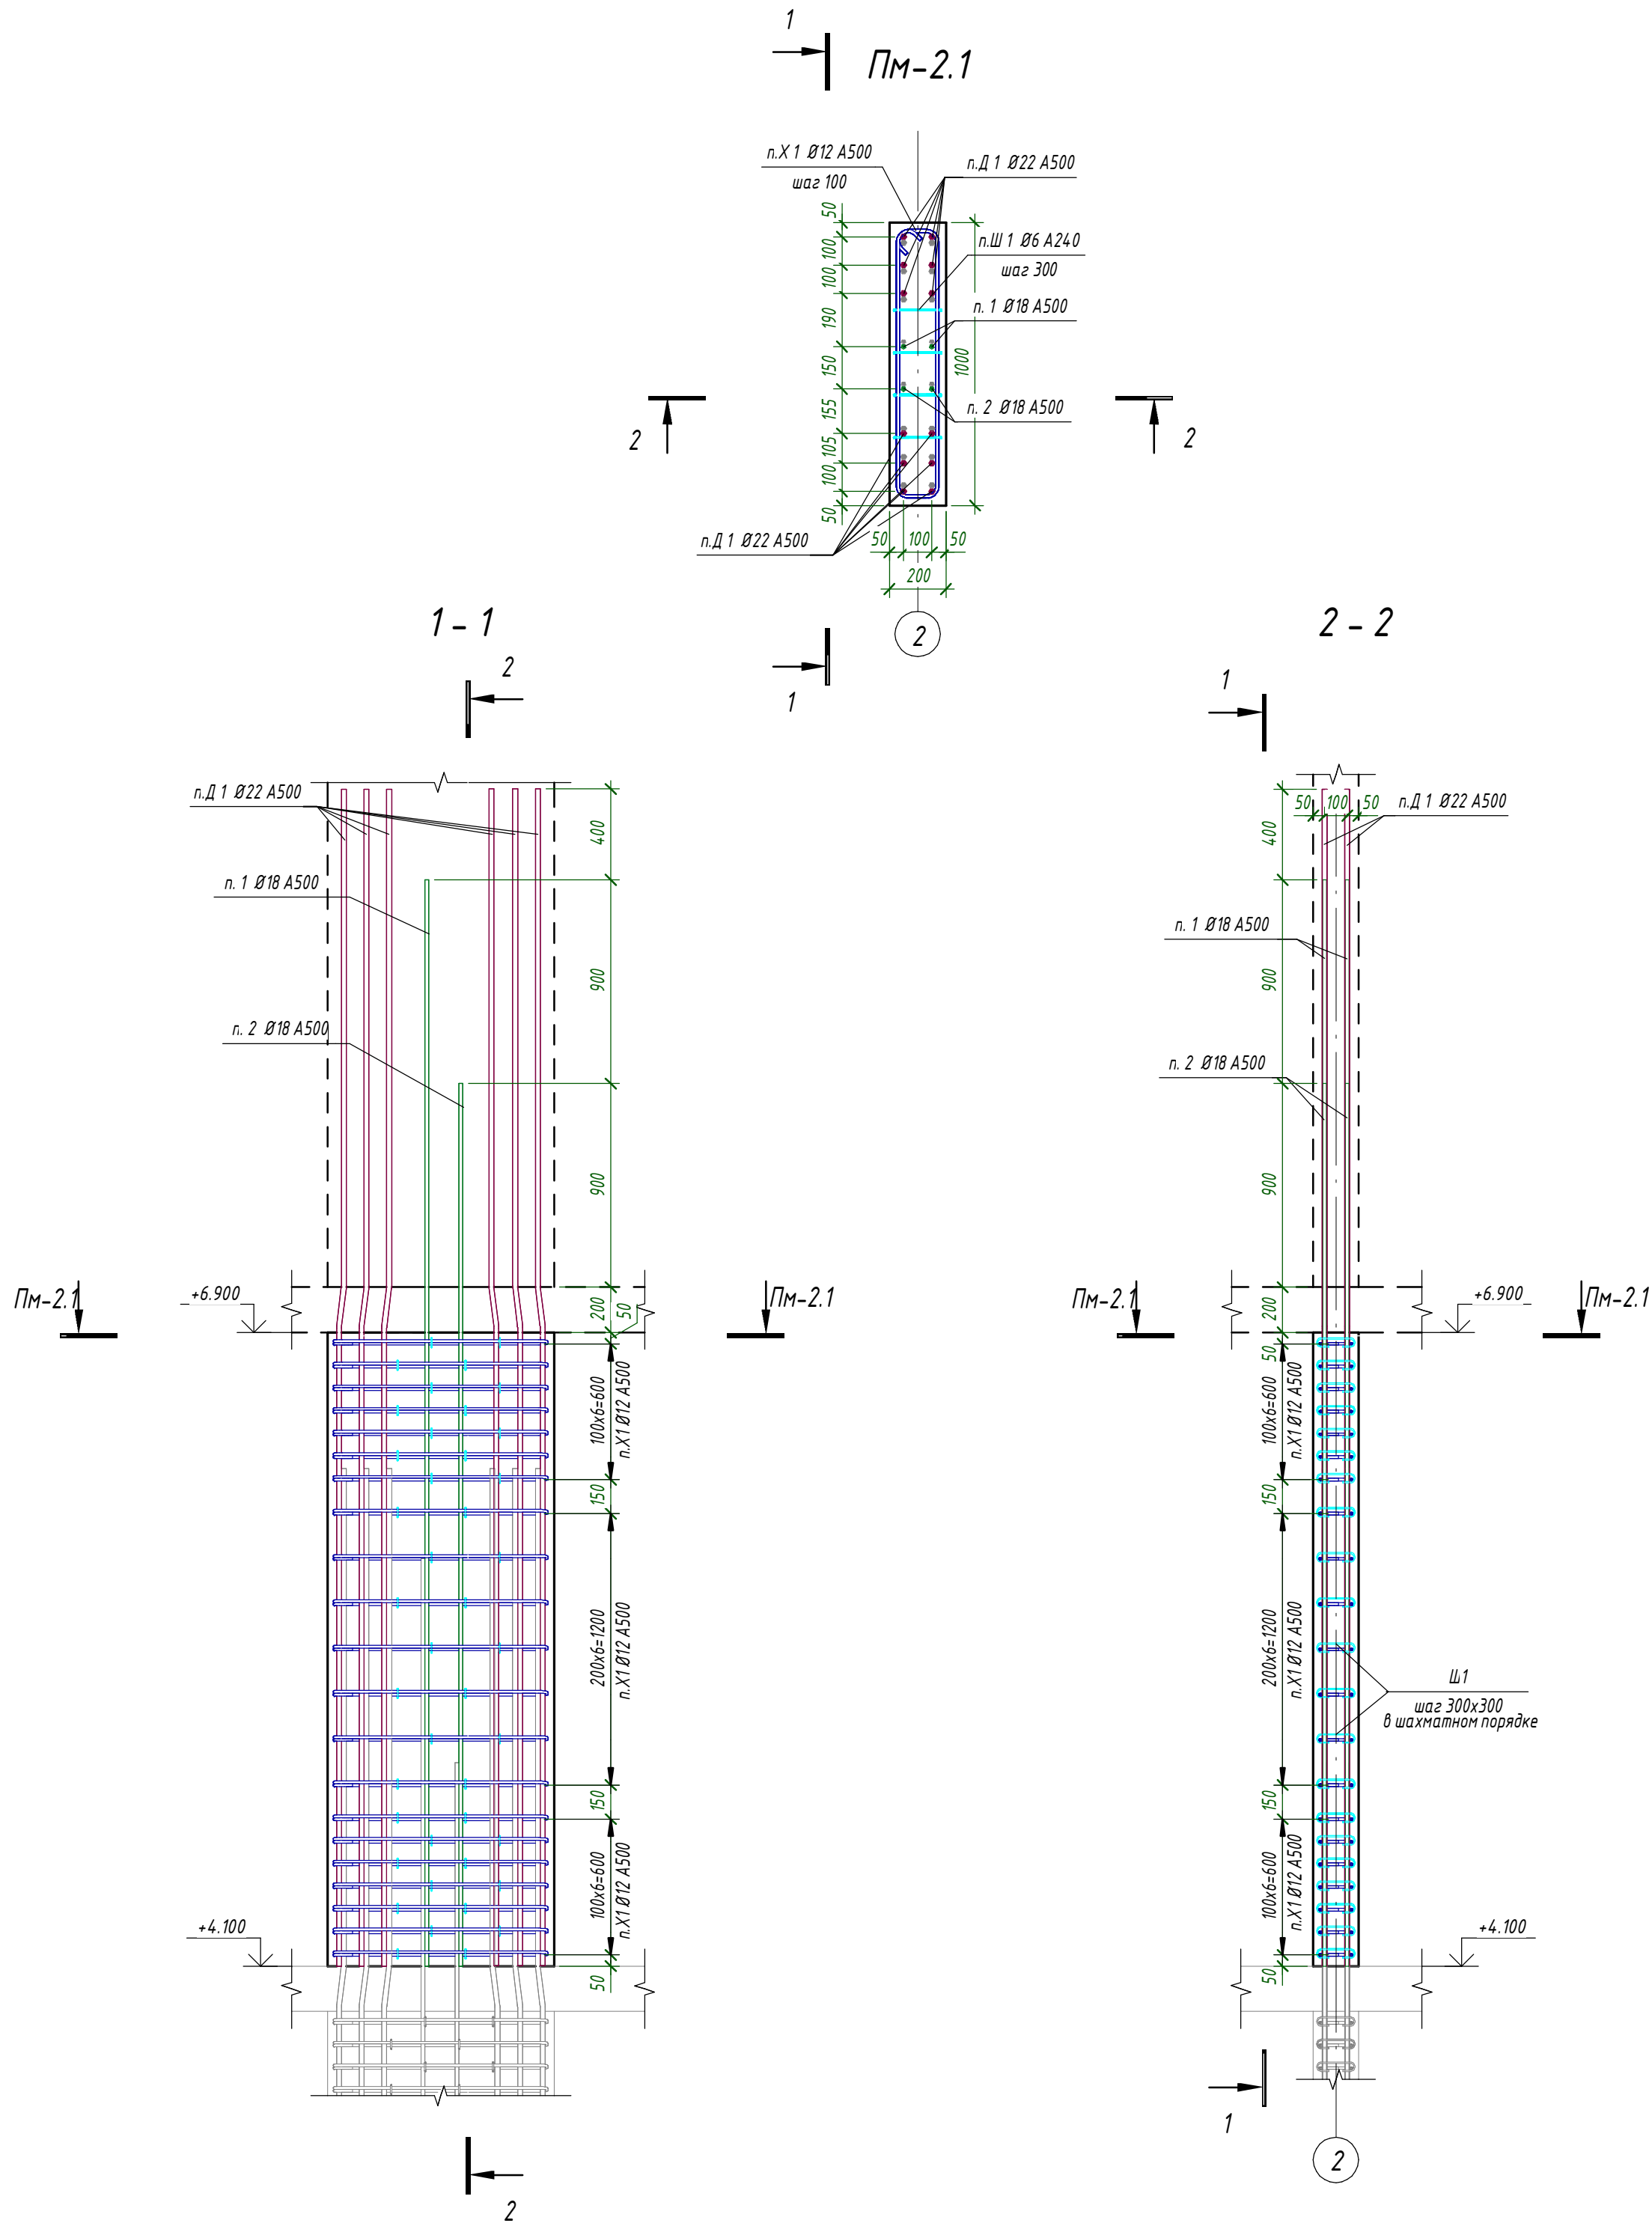 1
Пм-2.1
п.Х 1 Ø12 А500
шаг 100
п.Д 1 Ø22 А500
п.Ш 1 Ø6 А240
шаг 300
п. 1 Ø18 А500
п. 2 Ø18 А500
п.Д 1 Ø22 А500
50
100
100
190
150
155
105
100
50
1000
50 100 50
200
2
2
2
1
1 - 1
2
п.Д 1 Ø22 А500
п. 1 Ø18 А500
п. 2 Ø18 А500
400
900
900
200
50
+6.900
Пм-2.1
Пм-2.1
100х6=600
п.Х1 Ø12 А500
150
200х6=1200
п.Х1 Ø12 А500
150
100х6=600
п.Х1 Ø12 А500
50
+4.100
2
2 - 2
1
50 100 50
п.Д 1 Ø22 А500
п. 1 Ø18 А500
п. 2 Ø18 А500
400
900
900
200
50
+6.900
Пм-2.1
Пм-2.1
100х6=600
п.Х1 Ø12 А500
150
200х6=1200
п.Х1 Ø12 А500
Ш1
шаг 300х300
в шахматном порядке
150
100х6=600
п.Х1 Ø12 А500
50
+4.100
1
2